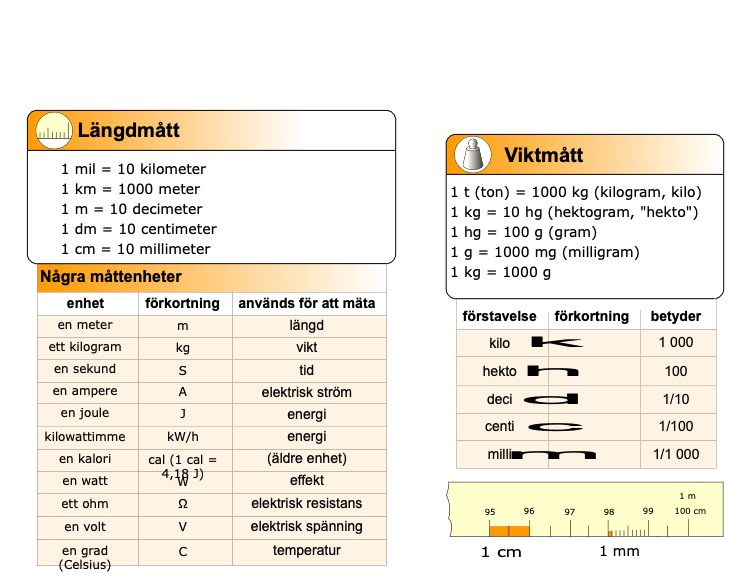 Längdmått
1 mil = 10 kilometer
1 km = 1000 meter
1 m = 10 decimeter
1 dm = 10 centimeter
1 cm = 10 millimeter
Några måttenheter
enhet förkortning används för att mäta
en meter m längd
ett kilogram kg vikt
en sekund S tid
en ampere A elektrisk ström
en joule J energi
kilowattimme kW/h energi
en kalori cal (1 cal = 4,18 J) (äldre enhet)
en watt W effekt
ett ohm Ω elektrisk resistans
en volt V elektrisk spänning
en grad (Celsius) C temperatur
Viktmått
1 t (ton) = 1000 kg (kilogram, kilo)
1 kg = 10 hg (hektogram, "hekto")
1 hg = 100 g (gram)
1 g = 1000 mg (milligram)
1 kg = 1000 g
förstavelse förkortning betyder
kilo 1 000
hekto 100
deci 1/10
centi 1/100
milli 1/1 000
1 m
95 96 97 98 99 100 cm
1 cm 1 mm